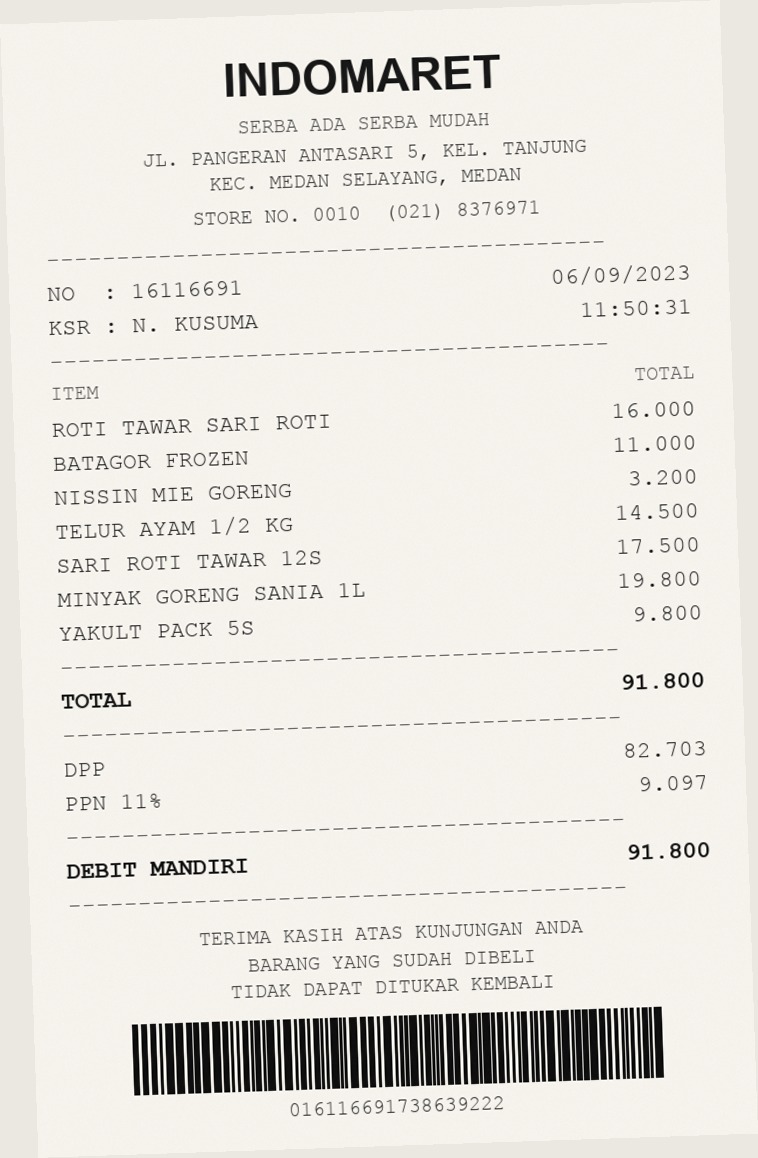 INDOMARET
SERBA ADA SERBA MUDAH
JL. PANGERAN ANTASARI 5, KEL. TANJUNG
KEC. MEDAN SELAYANG, MEDAN
STORE NO. 0010  (021) 8376971
----------------------------------------
NO  : 16116691 06/09/2023
KSR : N. KUSUMA 11:50:31
----------------------------------------
ITEM TOTAL
ROTI TAWAR SARI ROTI 16.000
BATAGOR FROZEN 11.000
NISSIN MIE GORENG 3.200
TELUR AYAM 1/2 KG 14.500
SARI ROTI TAWAR 12S 17.500
MINYAK GORENG SANIA 1L 19.800
YAKULT PACK 5S 9.800
----------------------------------------
TOTAL 91.800
----------------------------------------
DPP 82.703
PPN 11% 9.097
----------------------------------------
DEBIT MANDIRI 91.800
----------------------------------------
TERIMA KASIH ATAS KUNJUNGAN ANDA
BARANG YANG SUDAH DIBELI
TIDAK DAPAT DITUKAR KEMBALI
016116691738639222